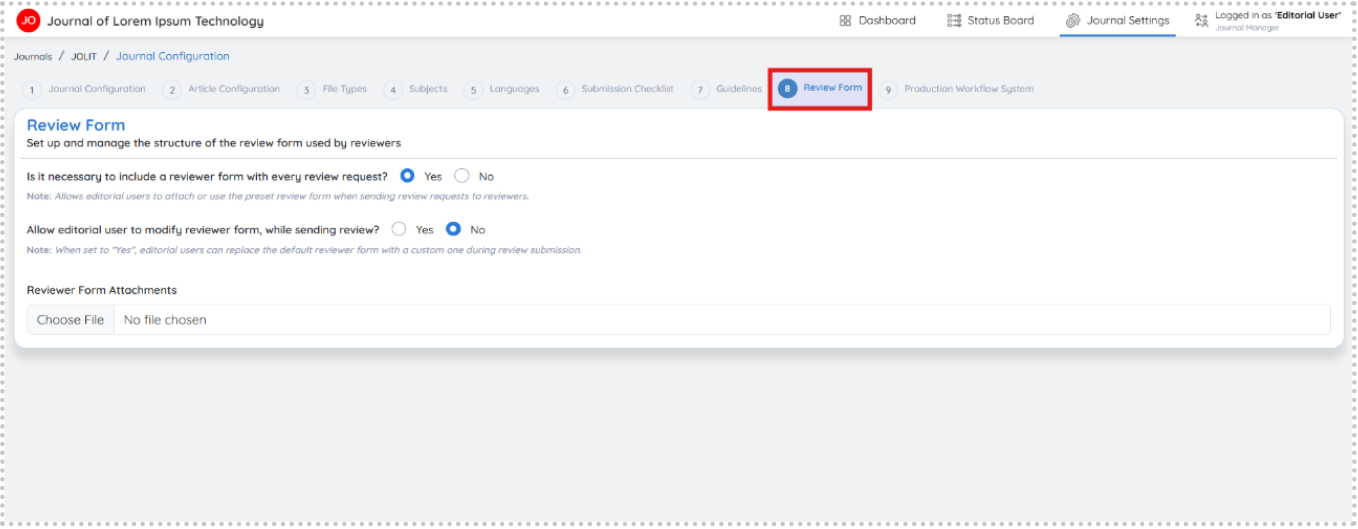 JO Journal of Lorem Ipsum Technology Dashboard Status Board Journal Settings Logged in as 'Editorial User'
Journal Manager
Journals / JOLIT / Journal Configuration
1 Journal Configuration 2 Article Configuration 3 File Types 4 Subjects 5 Languages 6 Submission Checklist 7 Guidelines 8 Review Form 9 Production Workflow System
Review Form
Set up and manage the structure of the review form used by reviewers
Is it necessary to include a reviewer form with every review request? Yes No
Note: Allows editorial users to attach or use the preset review form when sending review requests to reviewers.
Allow editorial user to modify reviewer form, while sending review? Yes No
Note: When set to "Yes", editorial users can replace the default reviewer form with a custom one during review submission.
Reviewer Form Attachments
Choose File No file chosen